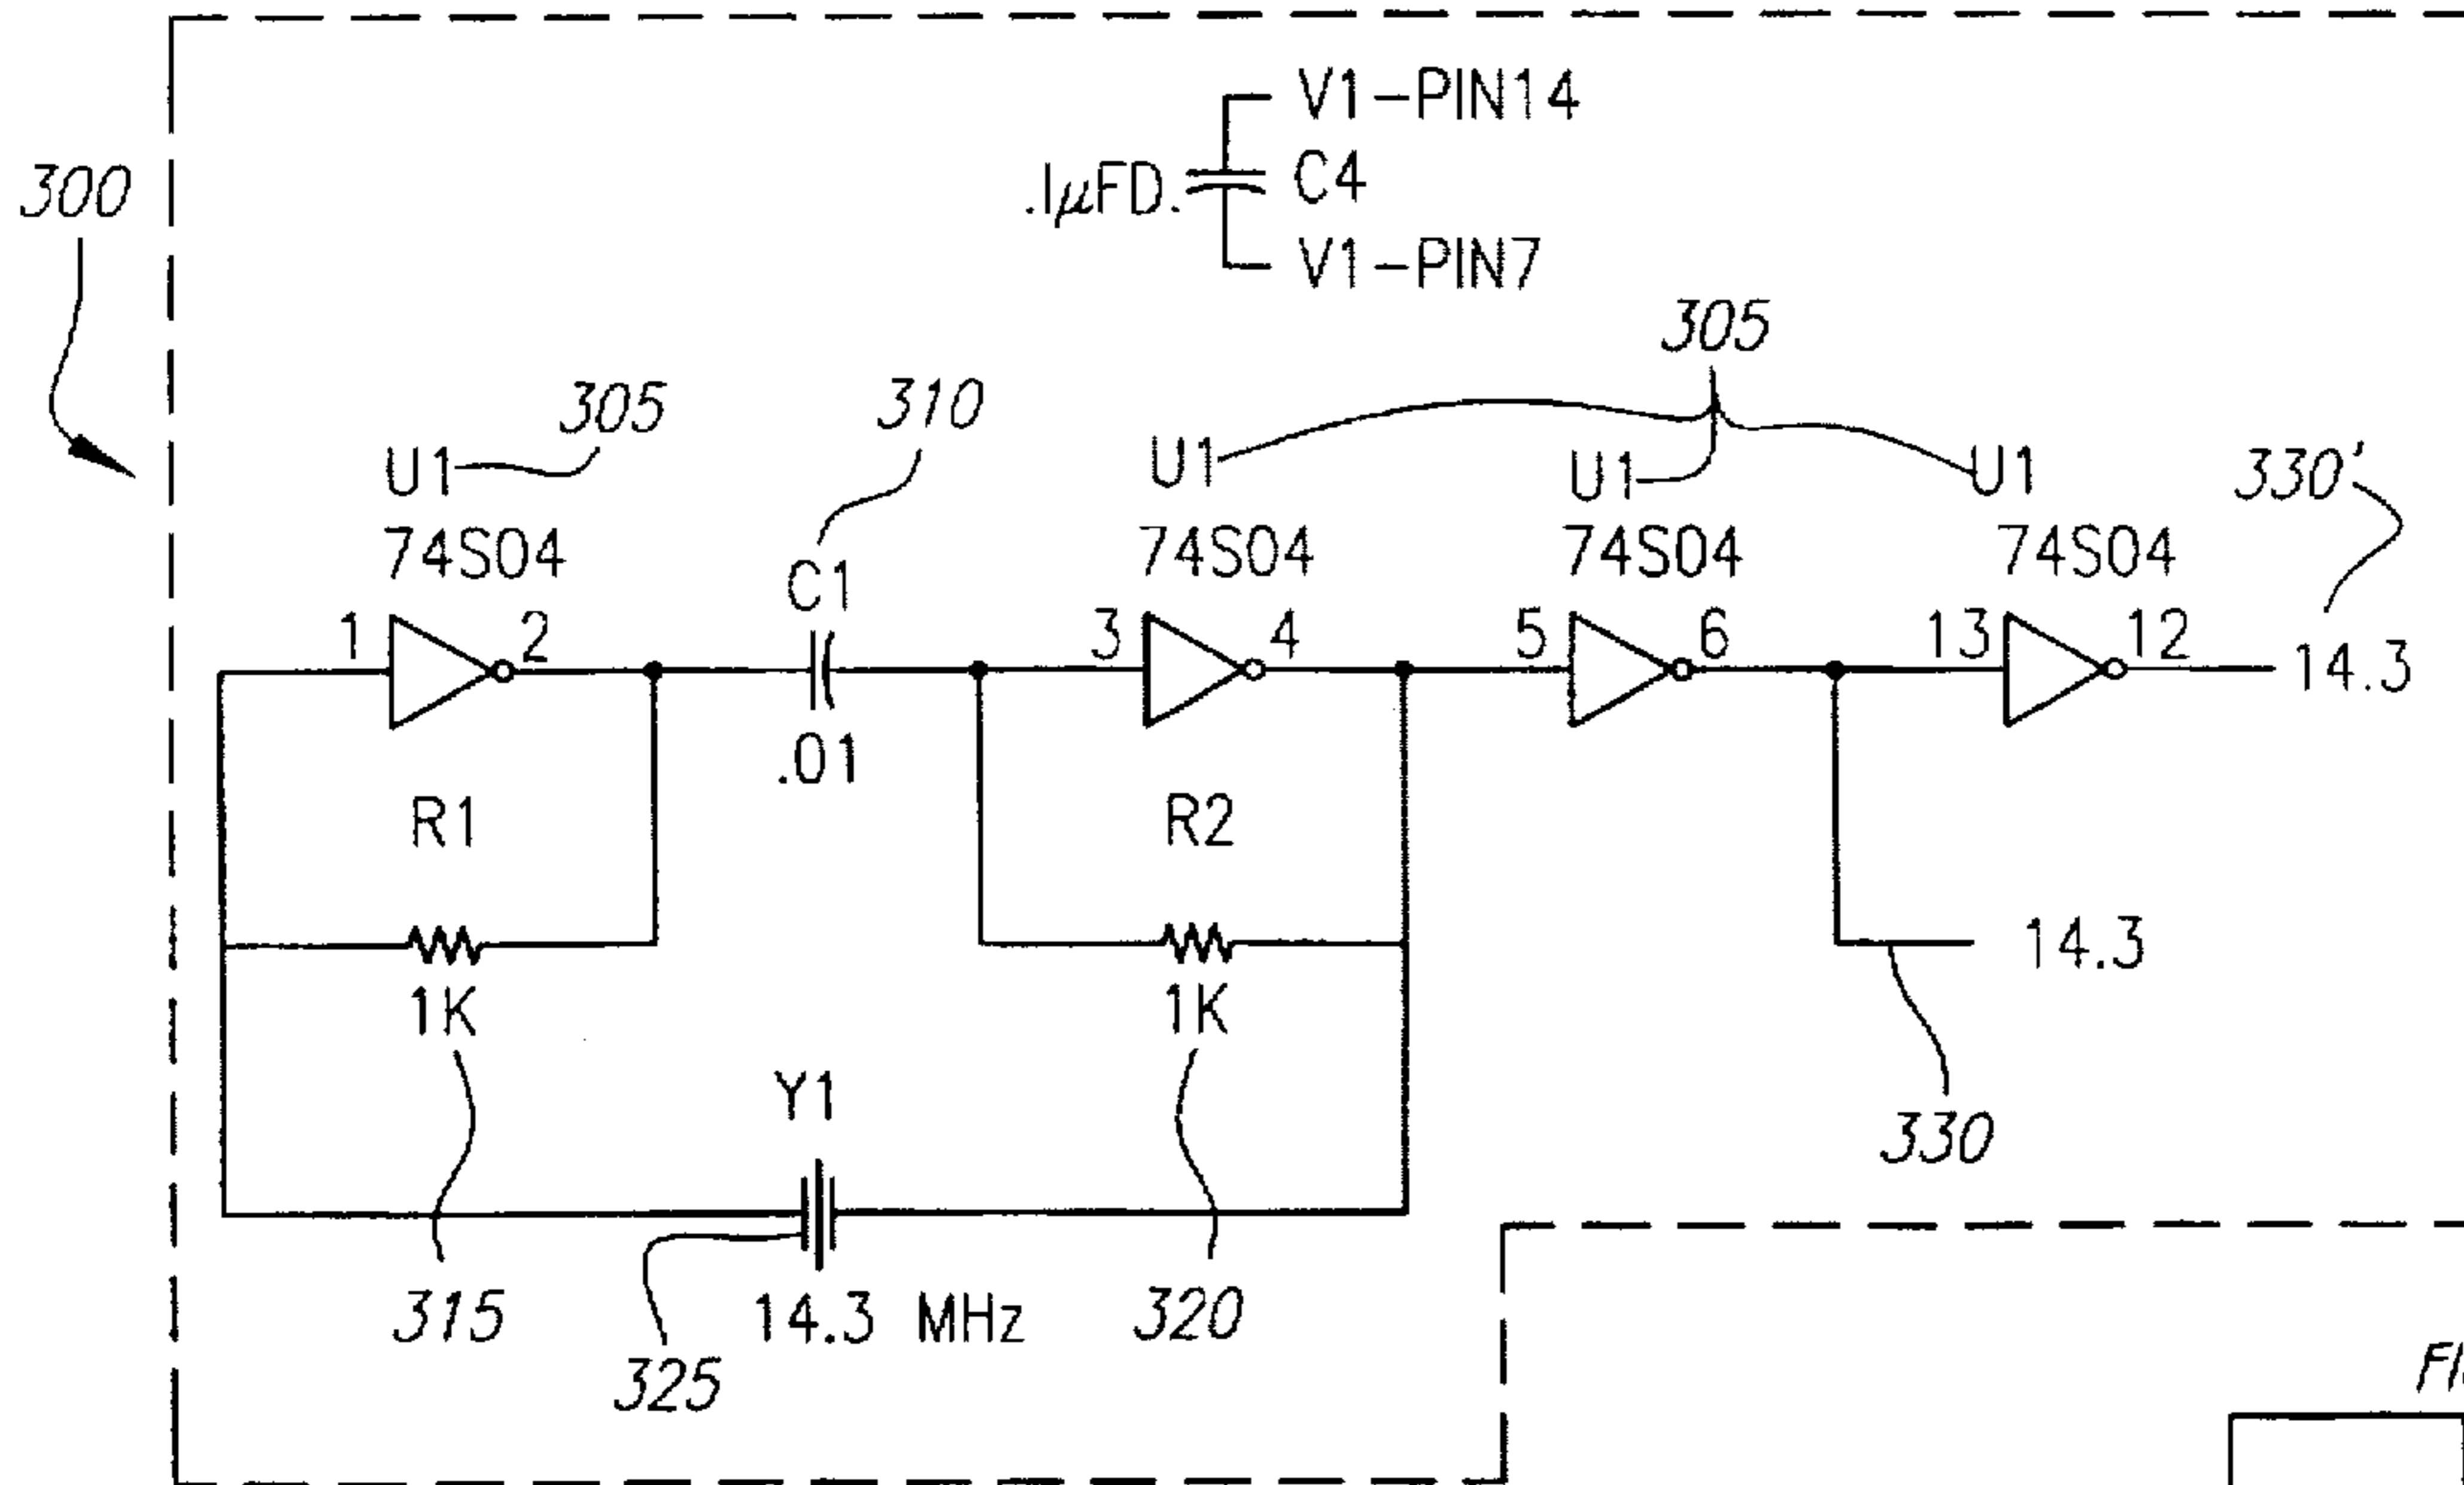 V1-PIN14
.1µFD. C4
V1-PIN7
300
305
305
310
U1
U1
U1
U1
330'
74S04
74S04
74S04
74S04
C1
1
2
3
4
5
6
13
12
14.3
.01
R1
R2
14.3
1K
1K
Y1
330
315
14.3 MHz
320
325